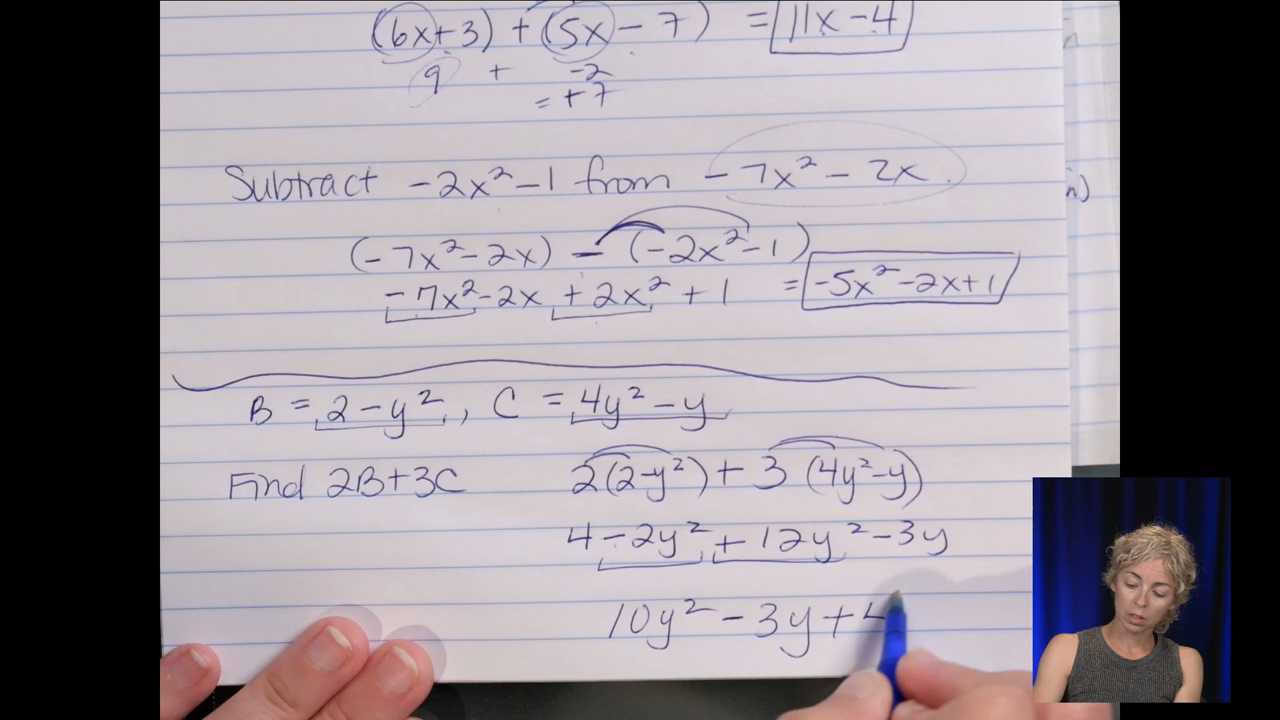 (6x+3) + (5x - 7) = 11x - 4
9 + -2
= +7
Subtract -2x² - 1 from -7x² - 2x.
(-7x² - 2x) - (-2x² - 1)
-7x² - 2x + 2x² + 1 = -5x² - 2x + 1
B = 2 - y², C = 4y² - y
Find 2B + 3C 2(2 - y²) + 3(4y² - y)
4 - 2y² + 12y² - 3y
10y² - 3y + 4